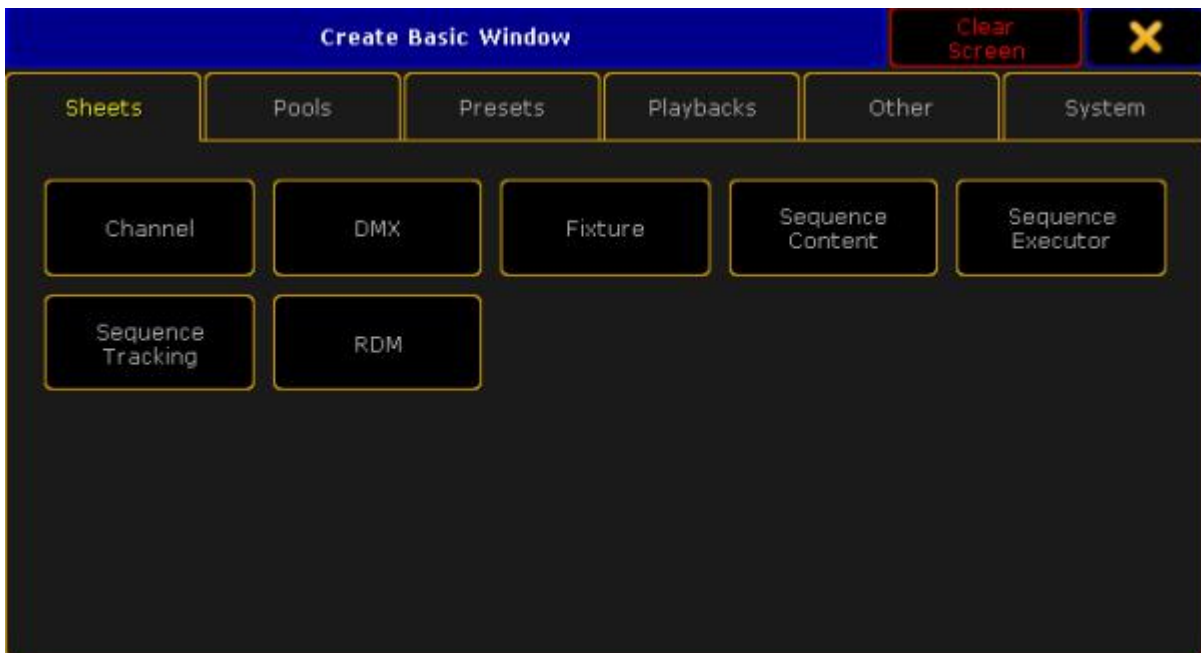 Create Basic Window
Clear
Screen
Sheets
Pools
Presets
Playbacks
Other
System
Channel
DMX
Fixture
Sequence
Content
Sequence
Executor
Sequence
Tracking
RDM